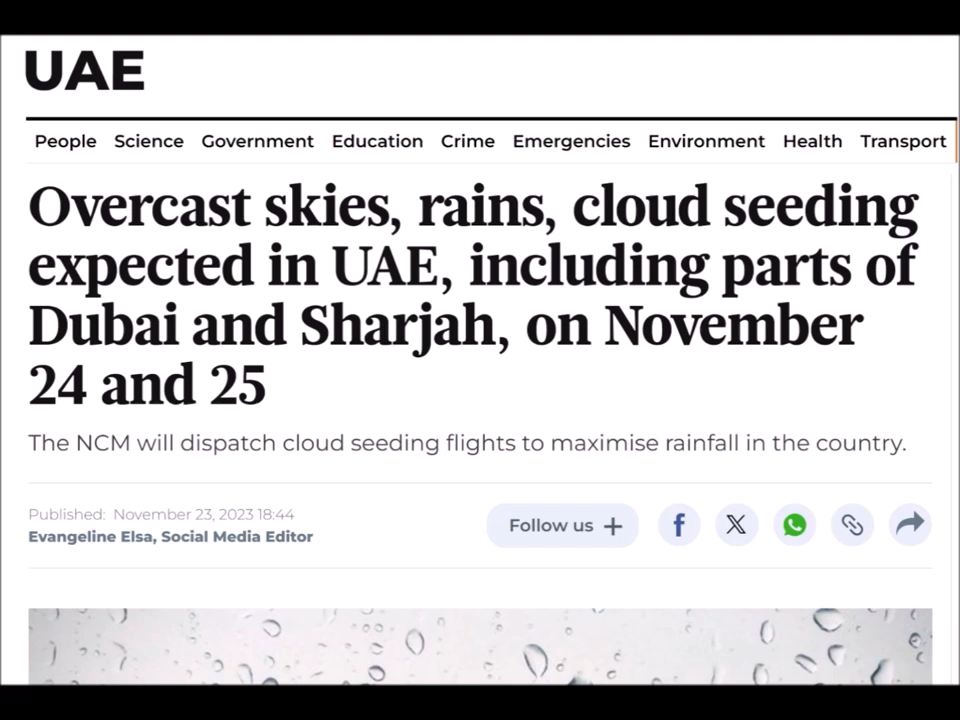 UAE
People Science Government Education Crime Emergencies Environment Health Transport
Overcast skies, rains, cloud seeding
expected in UAE, including parts of
Dubai and Sharjah, on November
24 and 25
The NCM will dispatch cloud seeding flights to maximise rainfall in the country.
Published: November 23, 2023 18:44
Evangeline Elsa, Social Media Editor
Follow us +